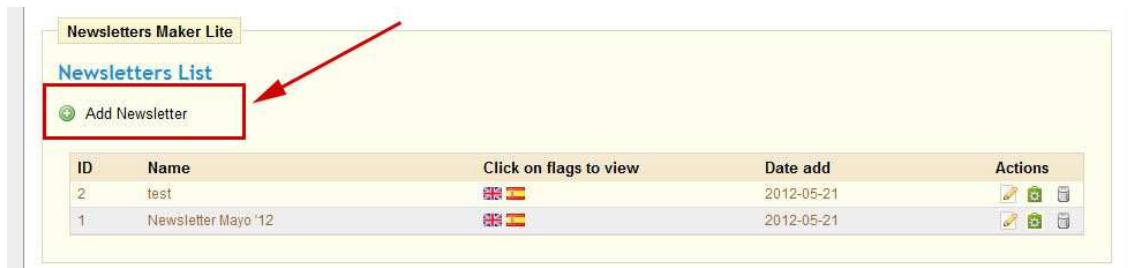 Newsletters Maker Lite
Newsletters List
Add Newsletter
ID Name Click on flags to view Date add Actions
2 test 2012-05-21
1 Newsletter Mayo '12 2012-05-21